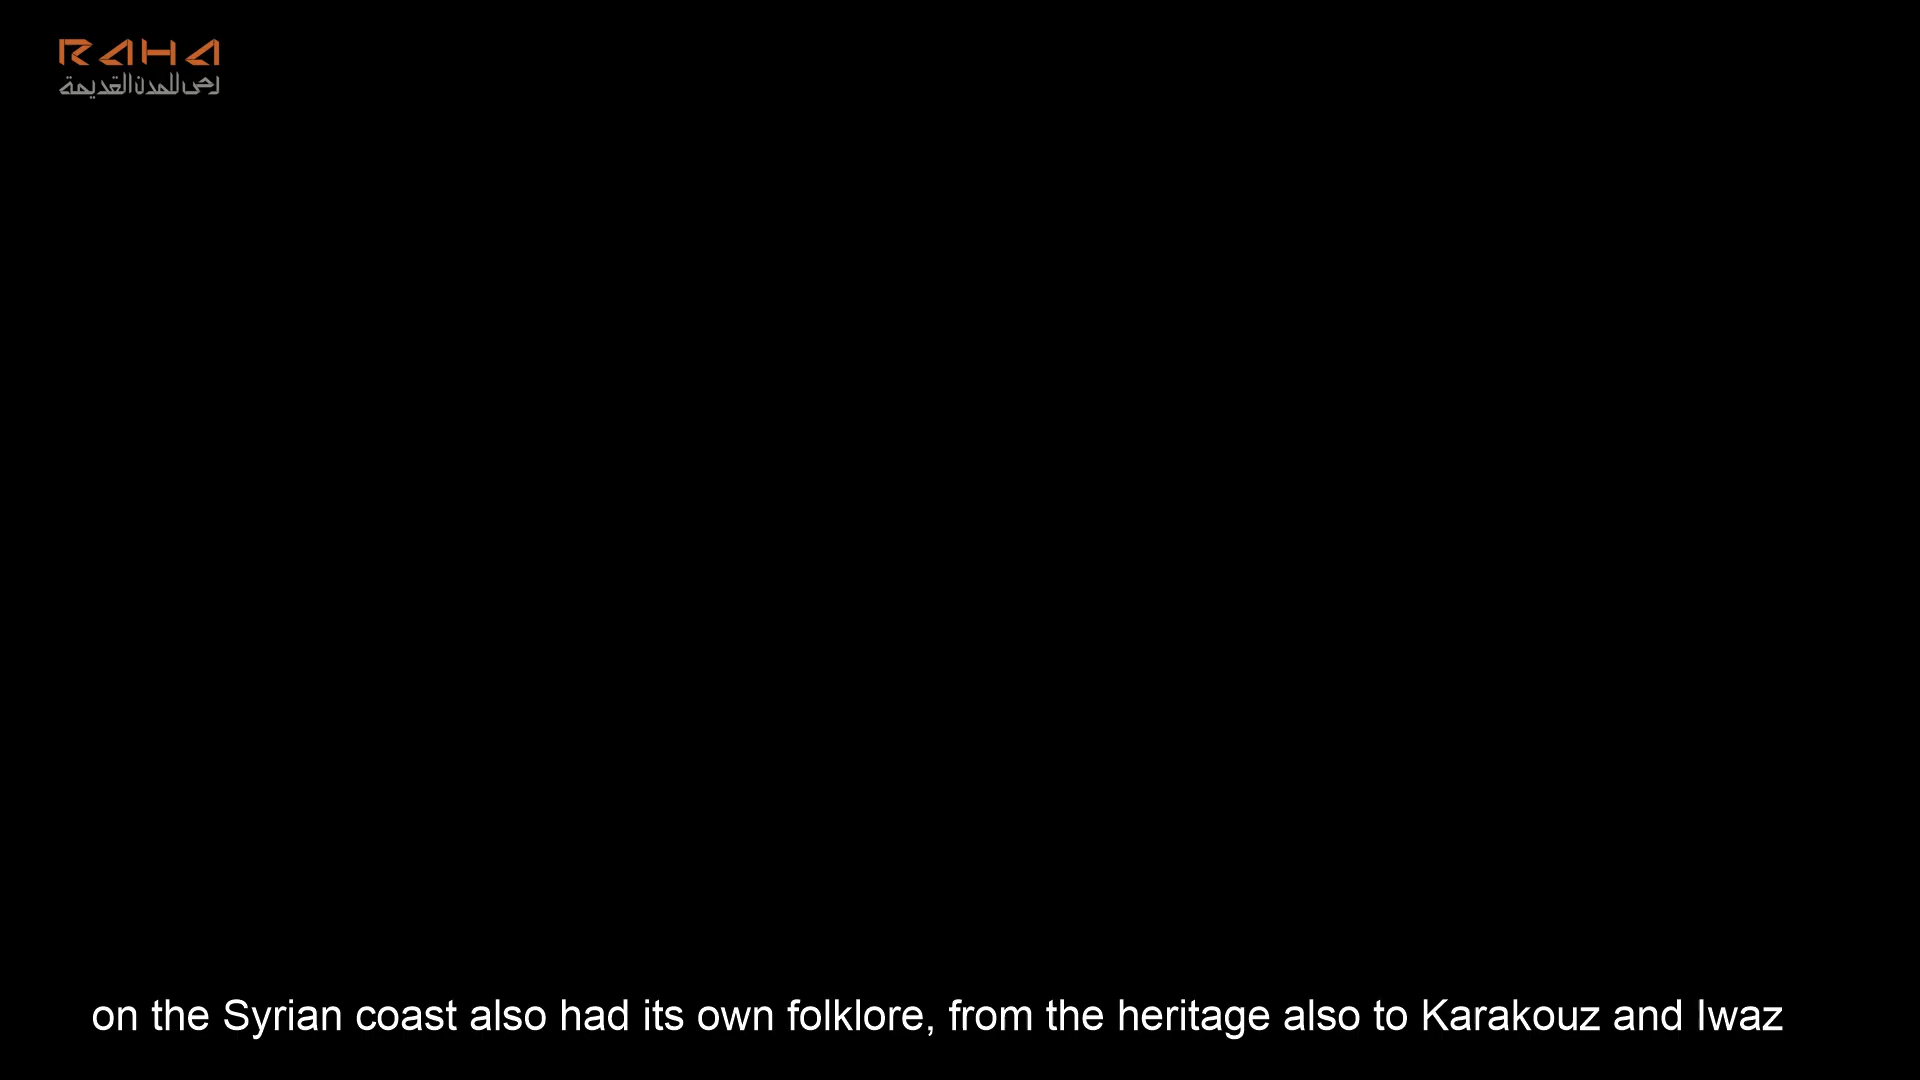 RAHA
رحى للمدن القديمة
on the Syrian coast also had its own folklore, from the heritage also to Karakouz and Iwaz